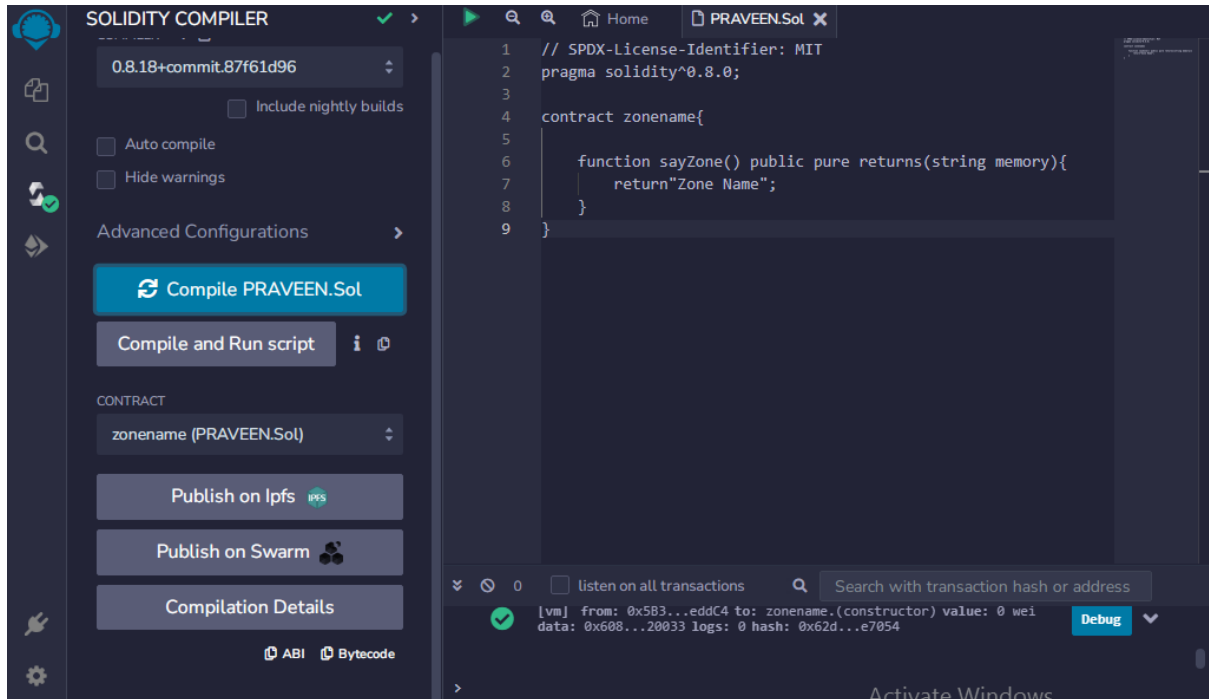 SOLIDITY COMPILER
0.8.18+commit.87f61d96
Include nightly builds
Auto compile
Hide warnings
Advanced Configurations
Compile PRAVEEN.Sol
Compile and Run script
i
CONTRACT
zonename (PRAVEEN.Sol)
Publish on Ipfs IPFS
Publish on Swarm
Compilation Details
ABI Bytecode
Home PRAVEEN.Sol
1 // SPDX-License-Identifier: MIT
2 pragma solidity^0.8.0;
3
4 contract zonename{
5
6 function sayZone() public pure returns(string memory){
7 return"Zone Name";
8 }
9 }
0 listen on all transactions Search with transaction hash or address
[vm] from: 0x5B3...eddC4 to: zonename.(constructor) value: 0 wei
data: 0x608...20033 logs: 0 hash: 0x62d...e7054
Debug
>
Activate Windows